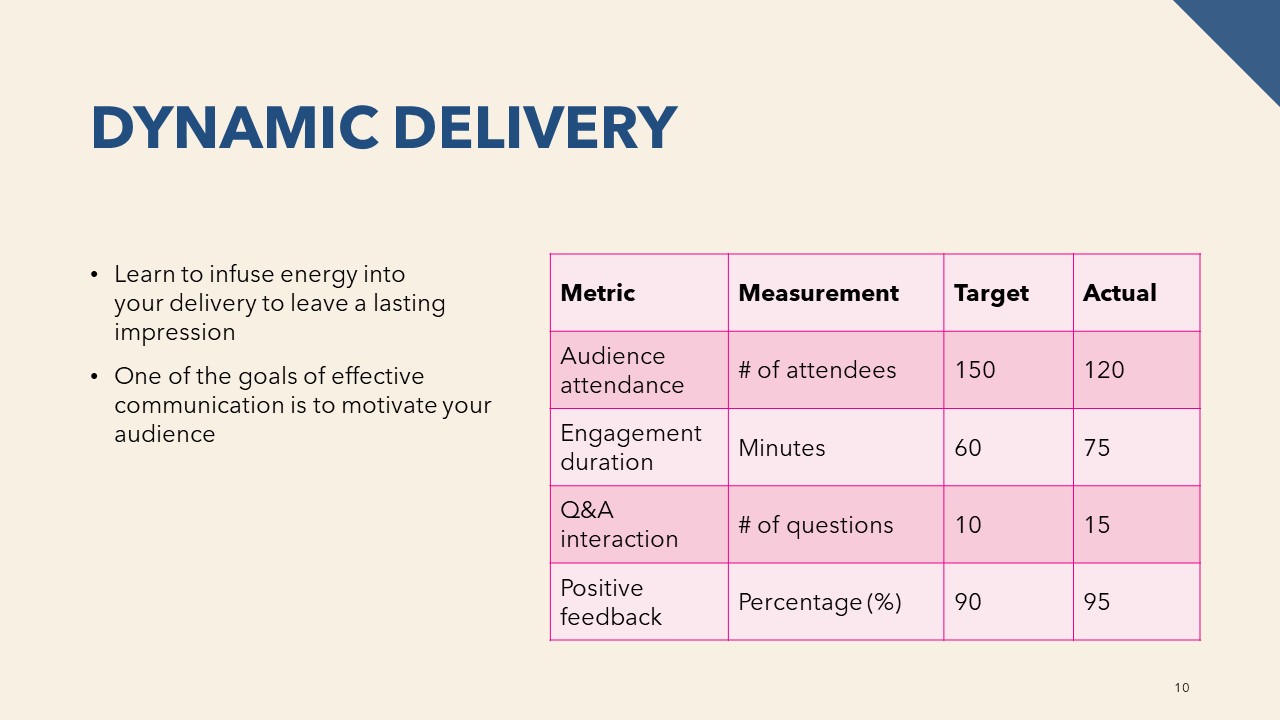 DYNAMIC DELIVERY
• Learn to infuse energy into
your delivery to leave a lasting
impression
• One of the goals of effective
communication is to motivate your
audience
Metric Measurement Target Actual
Audience
attendance # of attendees 150 120
Engagement
duration Minutes 60 75
Q&A
interaction # of questions 10 15
Positive
feedback Percentage (%) 90 95
10